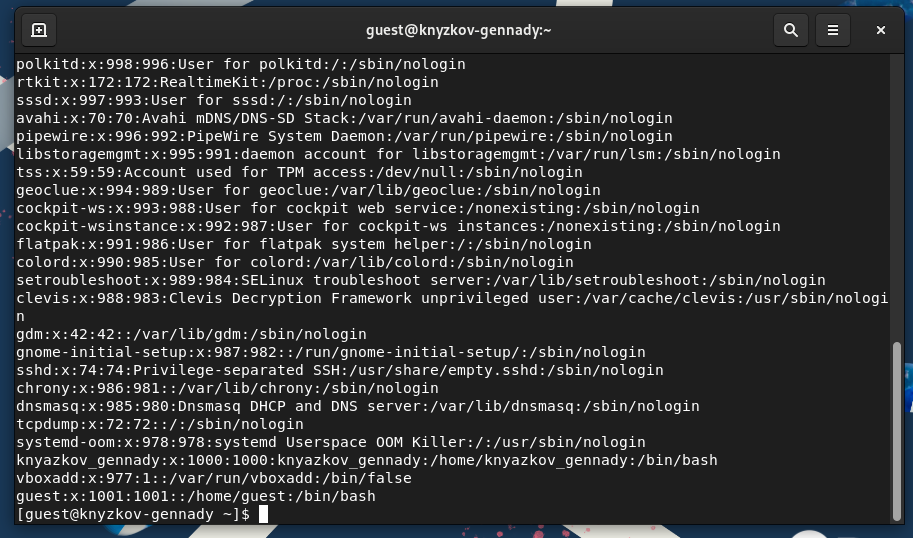 guest@knyzkov-gennady:~
polkitd:x:998:996:User for polkitd:/:/sbin/nologin
rtkit:x:172:172:RealtimeKit:/proc:/sbin/nologin
sssd:x:997:993:User for sssd:/:/sbin/nologin
avahi:x:70:70:Avahi mDNS/DNS-SD Stack:/var/run/avahi-daemon:/sbin/nologin
pipewire:x:996:992:PipeWire System Daemon:/var/run/pipewire:/sbin/nologin
libstoragemgmt:x:995:991:daemon account for libstoragemgmt:/var/run/lsm:/sbin/nologin
tss:x:59:59:Account used for TPM access:/dev/null:/sbin/nologin
geoclue:x:994:989:User for geoclue:/var/lib/geoclue:/sbin/nologin
cockpit-ws:x:993:988:User for cockpit web service:/nonexisting:/sbin/nologin
cockpit-wsinstance:x:992:987:User for cockpit-ws instances:/nonexisting:/sbin/nologin
flatpak:x:991:986:User for flatpak system helper:/:/sbin/nologin
colord:x:990:985:User for colord:/var/lib/colord:/sbin/nologin
setroubleshoot:x:989:984:SELinux troubleshoot server:/var/lib/setroubleshoot:/sbin/nologin
clevis:x:988:983:Clevis Decryption Framework unprivileged user:/var/cache/clevis:/usr/sbin/nologi
n
gdm:x:42:42::/var/lib/gdm:/sbin/nologin
gnome-initial-setup:x:987:982::/run/gnome-initial-setup/:/sbin/nologin
sshd:x:74:74:Privilege-separated SSH:/usr/share/empty.sshd:/sbin/nologin
chrony:x:986:981::/var/lib/chrony:/sbin/nologin
dnsmasq:x:985:980:Dnsmasq DHCP and DNS server:/var/lib/dnsmasq:/sbin/nologin
tcpdump:x:72:72::/:/sbin/nologin
systemd-oom:x:978:978:systemd Userspace OOM Killer:/:/usr/sbin/nologin
knyazkov_gennady:x:1000:1000:knyazkov_gennady:/home/knyazkov_gennady:/bin/bash
vboxadd:x:977:1::/var/run/vboxadd:/bin/false
guest:x:1001:1001::/home/guest:/bin/bash
[guest@knyzkov-gennady ~]$